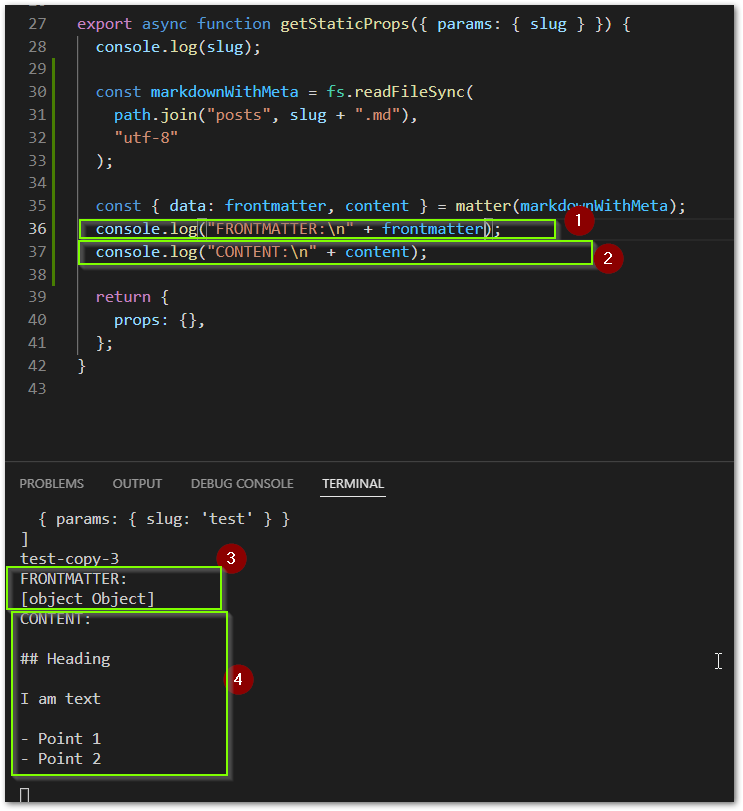 27 export async function getStaticProps({ params: { slug } }) {
28 console.log(slug);
29
30 const markdownWithMeta = fs.readFileSync(
31 path.join("posts", slug + ".md"),
32 "utf-8"
33 );
34
35 const { data: frontmatter, content } = matter(markdownWithMeta);
36 console.log("FRONTMATTER:\n" + frontmatter); 1
37 console.log("CONTENT:\n" + content); 2
38
39 return {
40 props: {},
41 };
42 }
43
PROBLEMS OUTPUT DEBUG CONSOLE TERMINAL
{ params: { slug: 'test' } }
]
test-copy-3 3
FRONTMATTER:
[object Object]
CONTENT:
## Heading
4
I am text
- Point 1
- Point 2